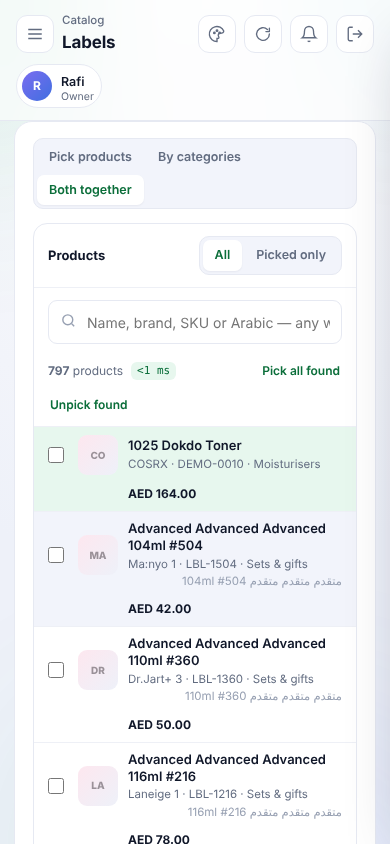 Catalog
Labels
R
Rafi
Owner
Pick products
By categories
Both together
Products
All
Picked only
Name, brand, SKU or Arabic — any w
797 products
<1 ms
Pick all found
Unpick found
CO
1025 Dokdo Toner
COSRX · DEMO-0010 · Moisturisers
AED 164.00
MA
Advanced Advanced Advanced
104ml #504
Ma:nyo 1 · LBL-1504 · Sets & gifts
متقدم متقدم متقدم 104ml #504
AED 42.00
DR
Advanced Advanced Advanced
110ml #360
Dr.Jart+ 3 · LBL-1360 · Sets & gifts
متقدم متقدم متقدم 110ml #360
AED 50.00
LA
Advanced Advanced Advanced
116ml #216
Laneige 1 · LBL-1216 · Sets & gifts
متقدم متقدم متقدم 116ml #216
AED 78.00